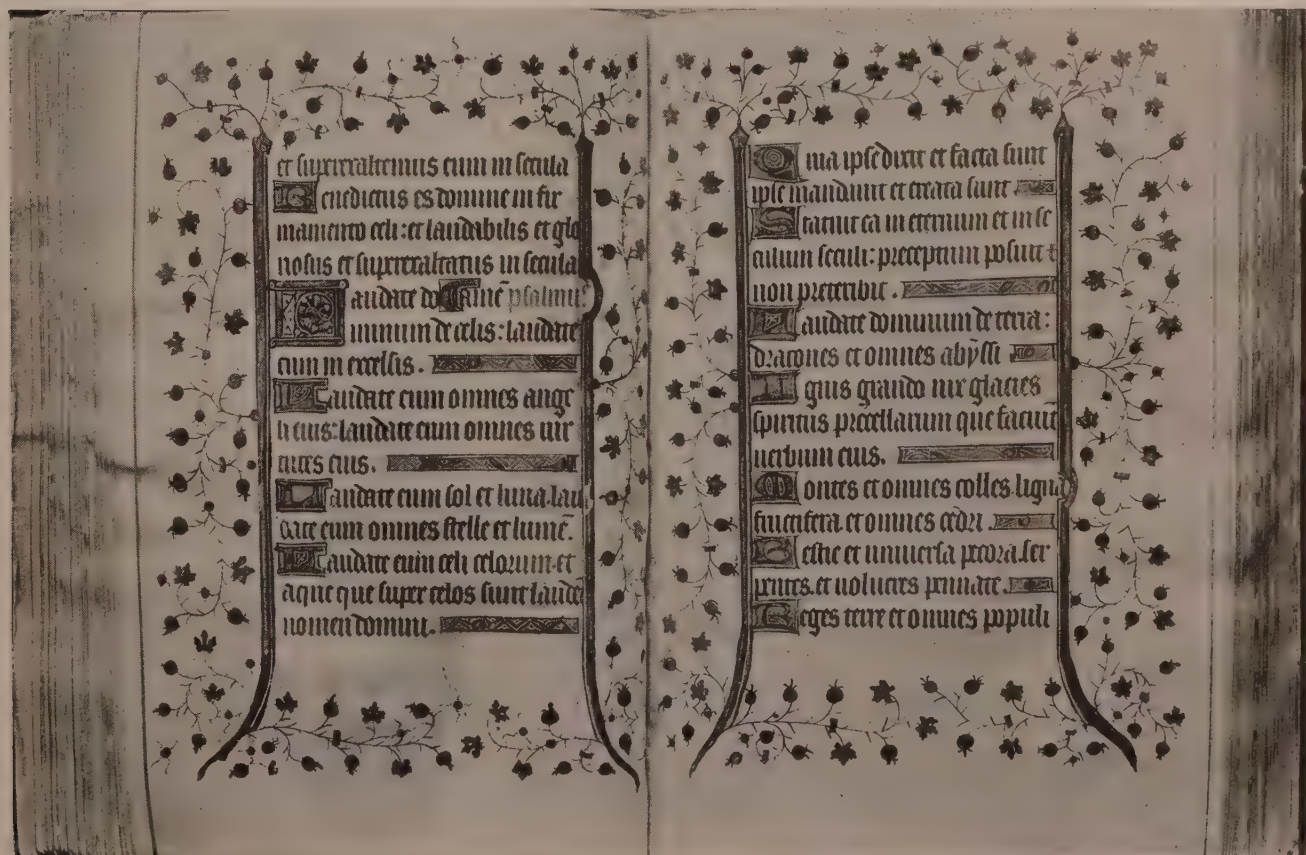 et superexaltemus eum in secula
Benedictus es domine in fir
mamento celi: et laudabilis et glo
riosus et superexaltatus in secula
Laudate do psalmus
minum de celis: laudate
eum in excelsis.
Laudate eum omnes ange
li eius: laudate eum omnes uir
tutes eius.
Laudate eum sol et luna. lau
date eum omnes stelle et lumē.
Laudate eum celi celorum. et
aque que super celos sunt laudēt
nomen domini.
Quia ipse dixit et facta sunt
ipse mandauit et creata sunt
Statuit ea in eternum et in se
culum seculi: preceptum posuit &
non preteribit.
Laudate dominum de terra:
dracones et omnes abyssi
Ignis grando nix glacies
spiritus procellarum que faciunt
uerbum eius.
Montes et omnes colles. ligna
fructifera et omnes cedri.
Bestie et uniuersa pecora. ser
pentes. et uolucres pennate.
Reges terre et omnes populi